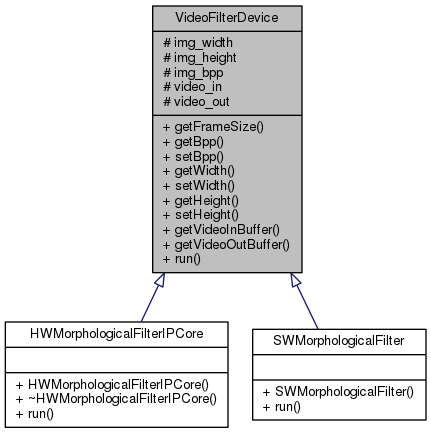 VideoFilterDevice
# img_width
# img_height
# img_bpp
# video_in
# video_out
+ getFrameSize()
+ getBpp()
+ setBpp()
+ getWidth()
+ setWidth()
+ getHeight()
+ setHeight()
+ getVideoInBuffer()
+ getVideoOutBuffer()
+ run()
HWMorphologicalFilterIPCore
+ HWMorphologicalFilterIPCore()
+ ~HWMorphologicalFilterIPCore()
+ run()
SWMorphologicalFilter
+ SWMorphologicalFilter()
+ run()